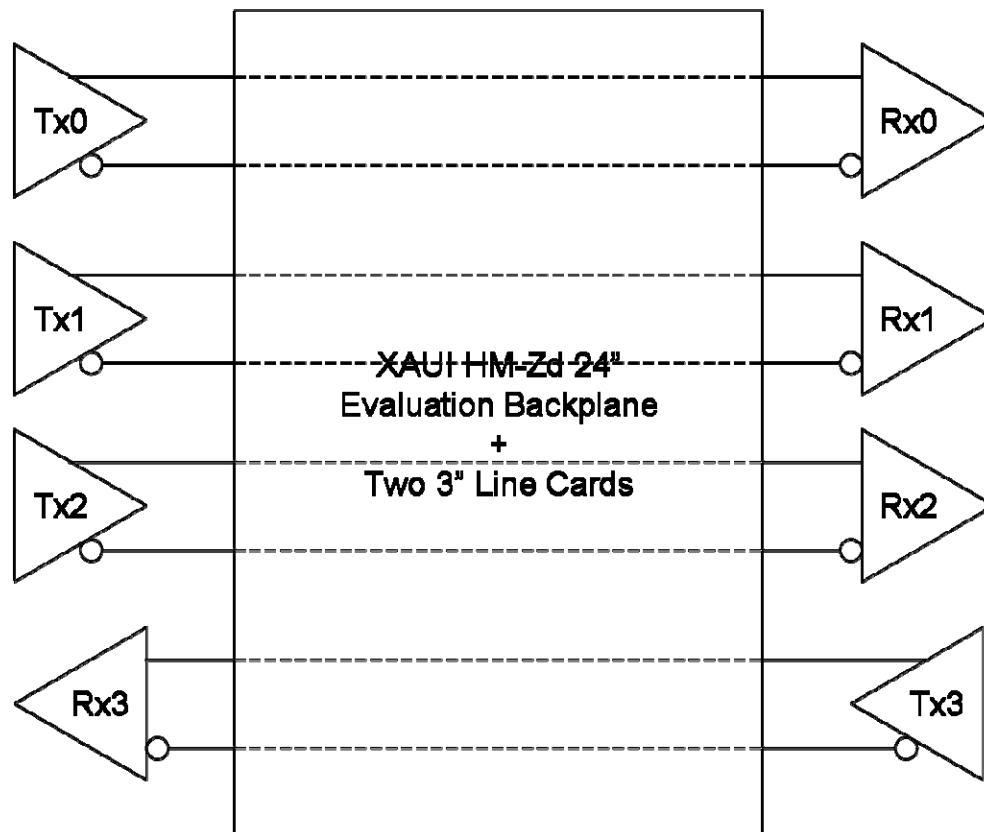 Tx0
Rx0
Tx1
Rx1
XAUI HM-Zd 24"
Evaluation Backplane
+
Two 3" Line Cards
Tx2
Rx2
Rx3
Tx3